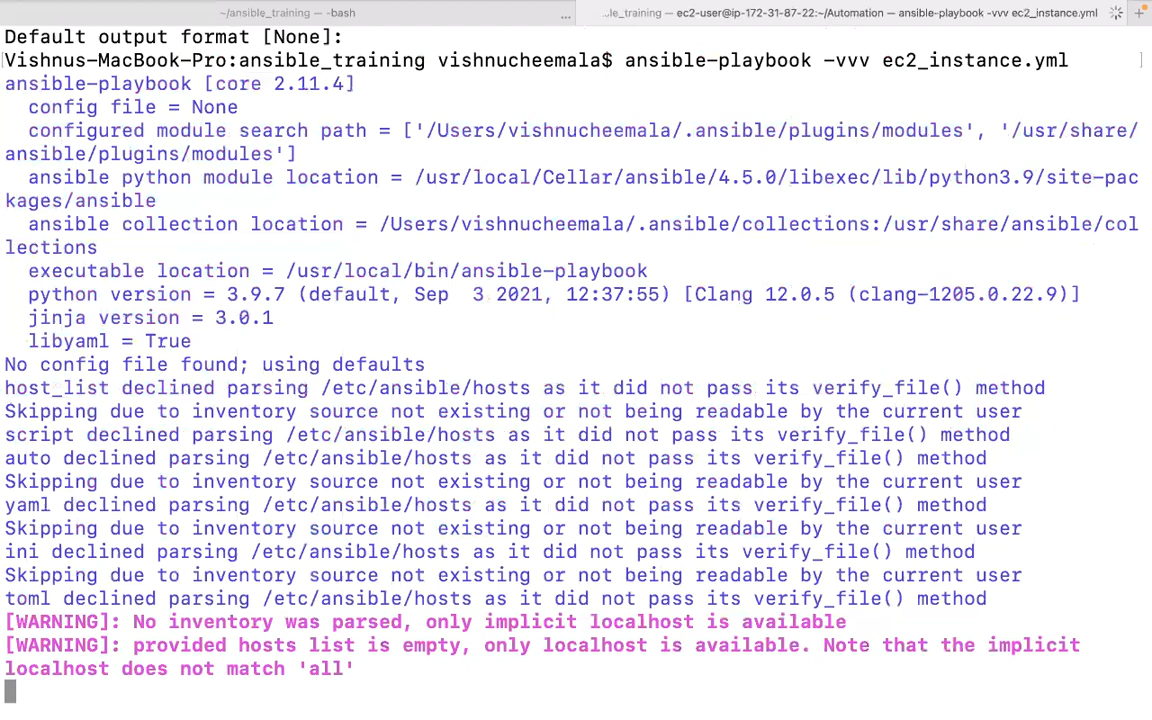 ~/ansible_training — -bash
...
...le_training — ec2-user@ip-172-31-87-22:~/Automation — ansible-playbook -vvv ec2_instance.yml
+
Default output format [None]:
[Vishnus-MacBook-Pro:ansible_training vishnucheemala$ ansible-playbook -vvv ec2_instance.yml ]
ansible-playbook [core 2.11.4]
  config file = None
  configured module search path = ['/Users/vishnucheemala/.ansible/plugins/modules', '/usr/share/
ansible/plugins/modules']
  ansible python module location = /usr/local/Cellar/ansible/4.5.0/libexec/lib/python3.9/site-pac
kages/ansible
  ansible collection location = /Users/vishnucheemala/.ansible/collections:/usr/share/ansible/col
lections
  executable location = /usr/local/bin/ansible-playbook
  python version = 3.9.7 (default, Sep  3 2021, 12:37:55) [Clang 12.0.5 (clang-1205.0.22.9)]
  jinja version = 3.0.1
  libyaml = True
No config file found; using defaults
host_list declined parsing /etc/ansible/hosts as it did not pass its verify_file() method
Skipping due to inventory source not existing or not being readable by the current user
script declined parsing /etc/ansible/hosts as it did not pass its verify_file() method
auto declined parsing /etc/ansible/hosts as it did not pass its verify_file() method
Skipping due to inventory source not existing or not being readable by the current user
yaml declined parsing /etc/ansible/hosts as it did not pass its verify_file() method
Skipping due to inventory source not existing or not being readable by the current user
ini declined parsing /etc/ansible/hosts as it did not pass its verify_file() method
Skipping due to inventory source not existing or not being readable by the current user
toml declined parsing /etc/ansible/hosts as it did not pass its verify_file() method
[WARNING]: No inventory was parsed, only implicit localhost is available
[WARNING]: provided hosts list is empty, only localhost is available. Note that the implicit
localhost does not match 'all'